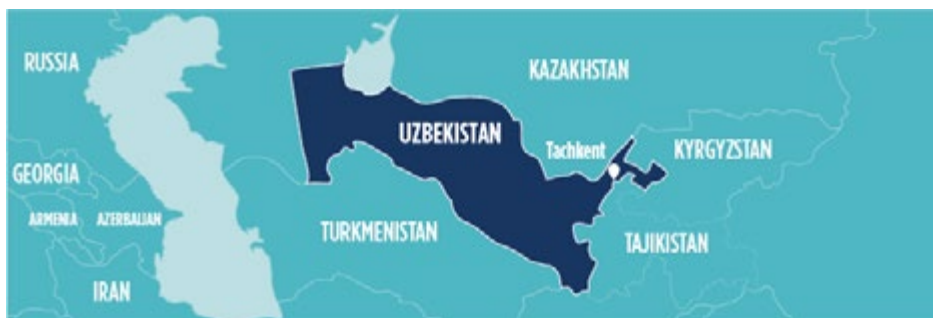 RUSSIA
KAZAKHSTAN
UZBEKISTAN
Tachkent
KYRGYZSTAN
GEORGIA
ARMENIA
AZERBAIJAN
TURKMENISTAN
TAJIKISTAN
IRAN